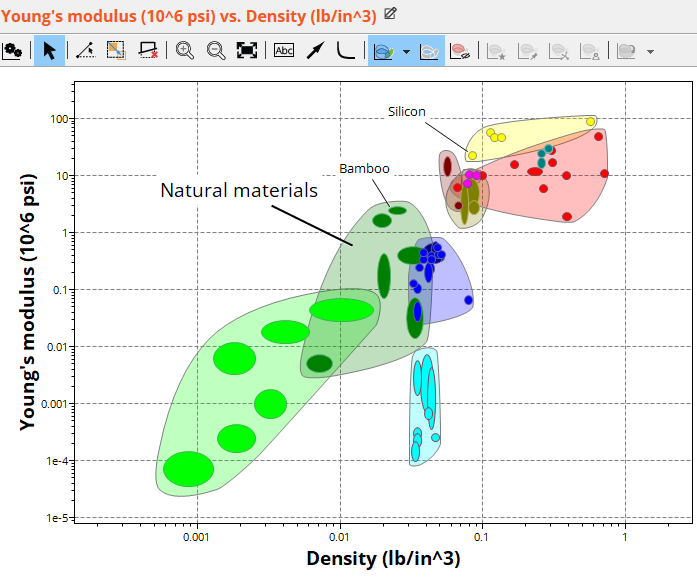 Young's modulus (10^6 psi) vs. Density (lb/in^3)
Abc
Silicon
Bamboo
Natural materials
Young's modulus (10^6 psi)
100
10
1
0.1
0.01
0.001
1e-4
1e-5
0.001
0.01
0.1
1
Density (lb/in^3)